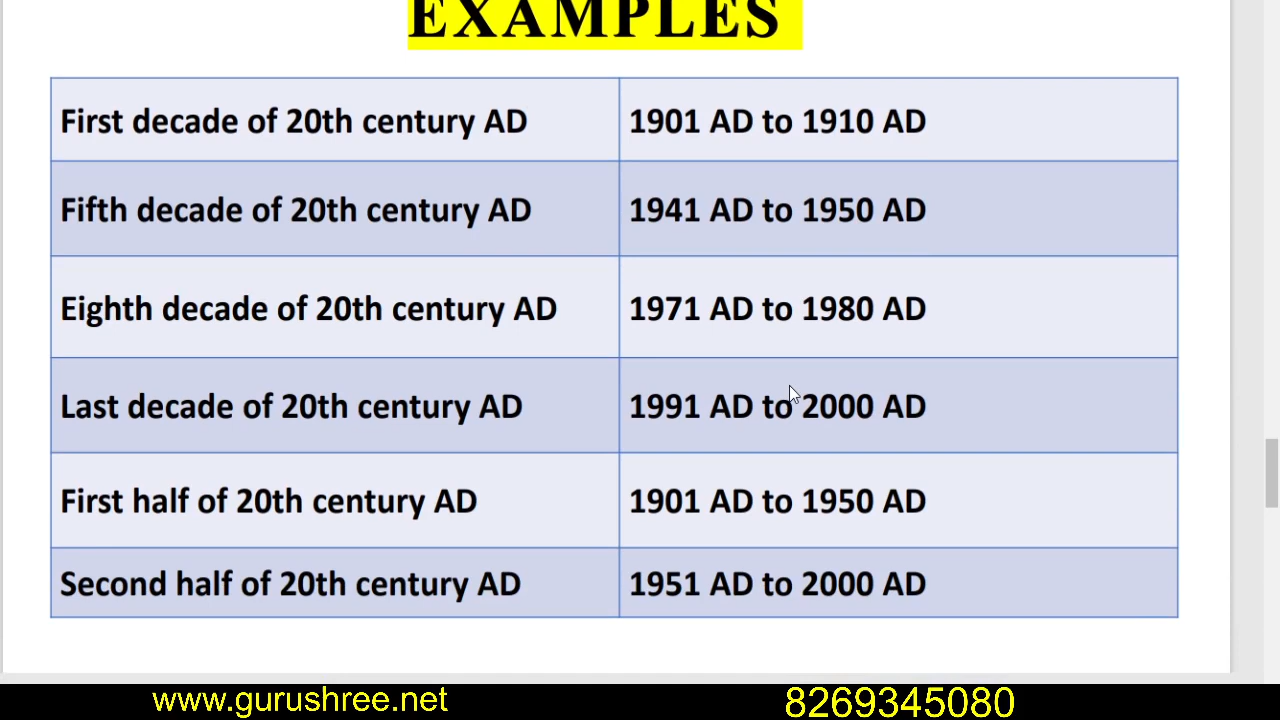 EXAMPLES
First decade of 20th century AD 1901 AD to 1910 AD
Fifth decade of 20th century AD 1941 AD to 1950 AD
Eighth decade of 20th century AD 1971 AD to 1980 AD
Last decade of 20th century AD 1991 AD to 2000 AD
First half of 20th century AD 1901 AD to 1950 AD
Second half of 20th century AD 1951 AD to 2000 AD
www.gurushree.net 8269345080